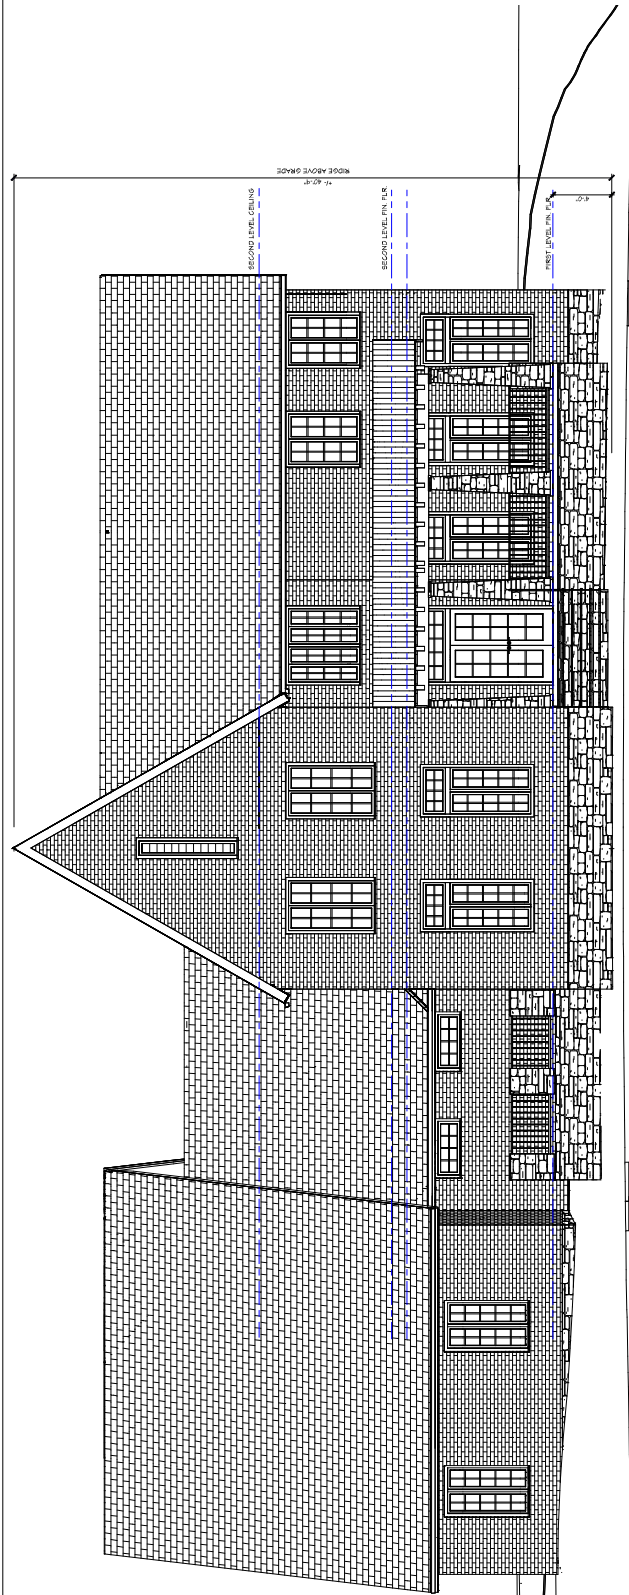 RIDGE ABOVE GRADE
+/- 40'-9"
SECOND LEVEL CEILING
SECOND LEVEL FIN. FLR.
FIRST LEVEL FIN. FLR.
4'-0"